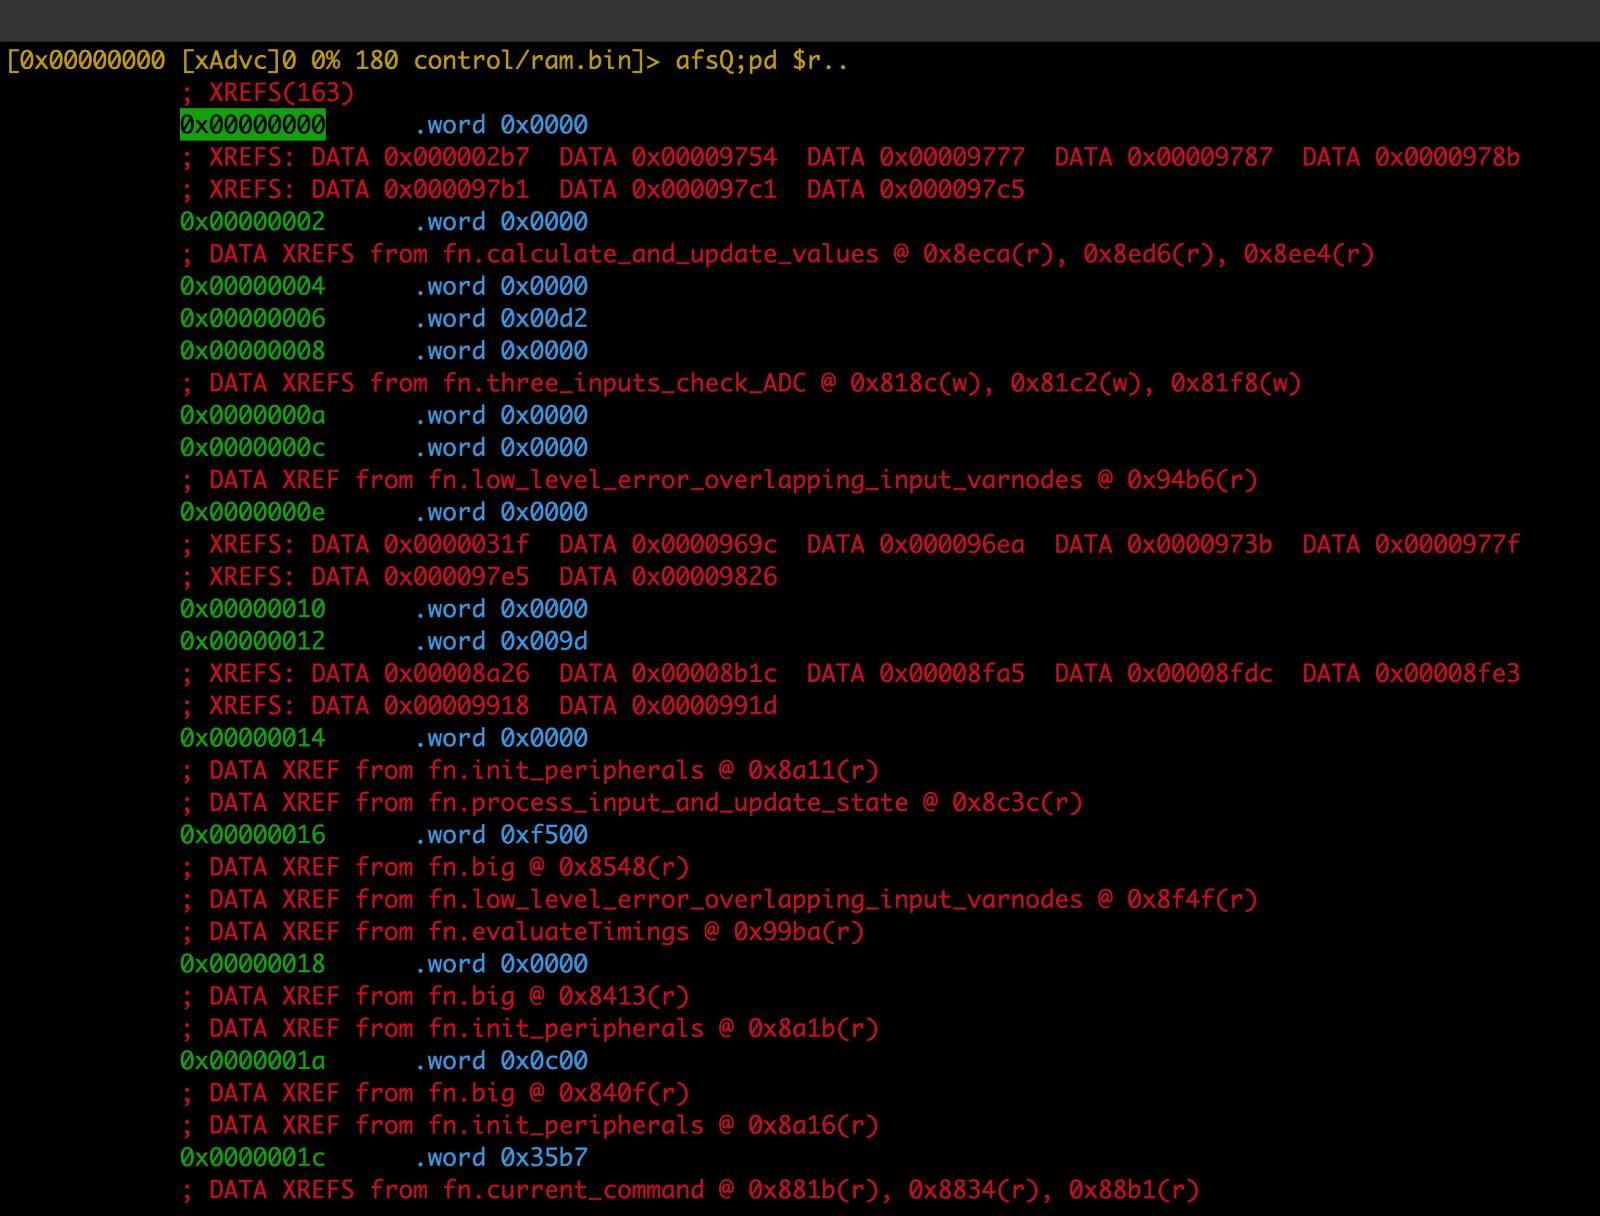 [0x00000000 [xAdvc]0 0% 180 control/ram.bin]> afsQ;pd $r..
; XREFS(163)
0x00000000 .word 0x0000
; XREFS: DATA 0x000002b7 DATA 0x00009754 DATA 0x00009777 DATA 0x00009787 DATA 0x0000978b
; XREFS: DATA 0x000097b1 DATA 0x000097c1 DATA 0x000097c5
0x00000002 .word 0x0000
; DATA XREFS from fn.calculate_and_update_values @ 0x8eca(r), 0x8ed6(r), 0x8ee4(r)
0x00000004 .word 0x0000
0x00000006 .word 0x00d2
0x00000008 .word 0x0000
; DATA XREFS from fn.three_inputs_check_ADC @ 0x818c(w), 0x81c2(w), 0x81f8(w)
0x0000000a .word 0x0000
0x0000000c .word 0x0000
; DATA XREF from fn.low_level_error_overlapping_input_varnodes @ 0x94b6(r)
0x0000000e .word 0x0000
; XREFS: DATA 0x0000031f DATA 0x0000969c DATA 0x000096ea DATA 0x0000973b DATA 0x0000977f
; XREFS: DATA 0x000097e5 DATA 0x00009826
0x00000010 .word 0x0000
0x00000012 .word 0x009d
; XREFS: DATA 0x00008a26 DATA 0x00008b1c DATA 0x00008fa5 DATA 0x00008fdc DATA 0x00008fe3
; XREFS: DATA 0x00009918 DATA 0x0000991d
0x00000014 .word 0x0000
; DATA XREF from fn.init_peripherals @ 0x8a11(r)
; DATA XREF from fn.process_input_and_update_state @ 0x8c3c(r)
0x00000016 .word 0xf500
; DATA XREF from fn.big @ 0x8548(r)
; DATA XREF from fn.low_level_error_overlapping_input_varnodes @ 0x8f4f(r)
; DATA XREF from fn.evaluateTimings @ 0x99ba(r)
0x00000018 .word 0x0000
; DATA XREF from fn.big @ 0x8413(r)
; DATA XREF from fn.init_peripherals @ 0x8a1b(r)
0x0000001a .word 0x0c00
; DATA XREF from fn.big @ 0x840f(r)
; DATA XREF from fn.init_peripherals @ 0x8a16(r)
0x0000001c .word 0x35b7
; DATA XREFS from fn.current_command @ 0x881b(r), 0x8834(r), 0x88b1(r)